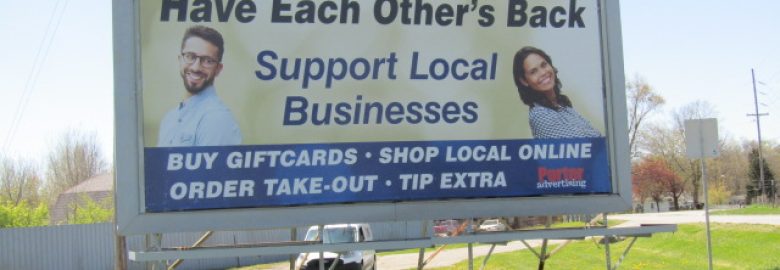 Have Each Other's Back
Support Local
Businesses
BUY GIFTCARDS • SHOP LOCAL ONLINE
ORDER TAKE-OUT • TIP EXTRA
Porter
advertising